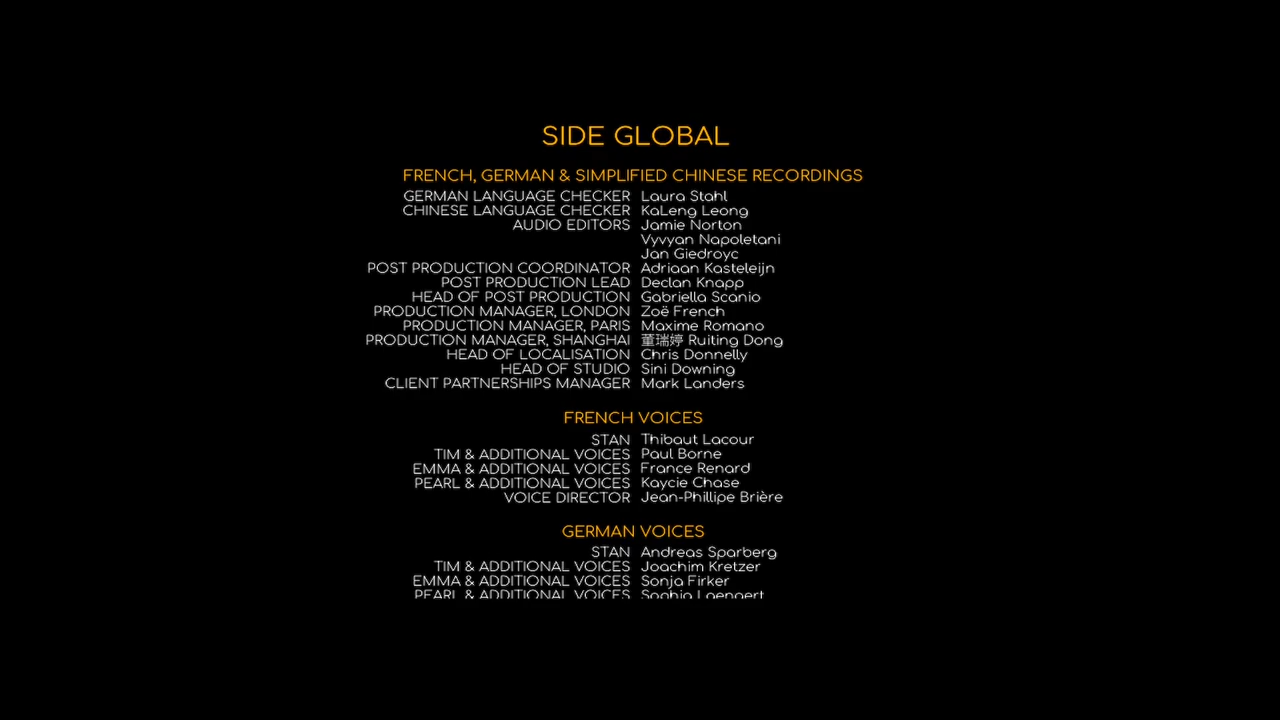 SIDE GLOBAL
FRENCH, GERMAN & SIMPLIFIED CHINESE RECORDINGS
GERMAN LANGUAGE CHECKER Laura Stahl
CHINESE LANGUAGE CHECKER KaLeng Leong
AUDIO EDITORS Jamie Norton
Vyvyan Napoletani
Jan Giedroyc
POST PRODUCTION COORDINATOR Adriaan Kasteleijn
POST PRODUCTION LEAD Declan Knapp
HEAD OF POST PRODUCTION Gabriella Scanio
PRODUCTION MANAGER, LONDON Zoë French
PRODUCTION MANAGER, PARIS Maxime Romano
PRODUCTION MANAGER, SHANGHAI 董瑞婷 Ruiting Dong
HEAD OF LOCALISATION Chris Donnelly
HEAD OF STUDIO Sini Downing
CLIENT PARTNERSHIPS MANAGER Mark Landers
FRENCH VOICES
STAN Thibaut Lacour
TIM & ADDITIONAL VOICES Paul Borne
EMMA & ADDITIONAL VOICES France Renard
PEARL & ADDITIONAL VOICES Kaycie Chase
VOICE DIRECTOR Jean-Phillipe Brière
GERMAN VOICES
STAN Andreas Sparberg
TIM & ADDITIONAL VOICES Joachim Kretzer
EMMA & ADDITIONAL VOICES Sonja Firker
PEARL & ADDITIONAL VOICES Sophia